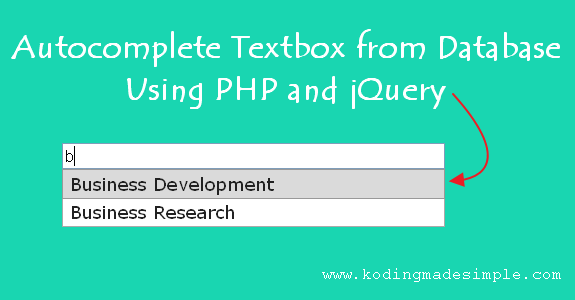 Autocomplete Textbox from Database
Using PHP and jQuery
b
Business Development
Business Research
www.kodingmadesimple.com